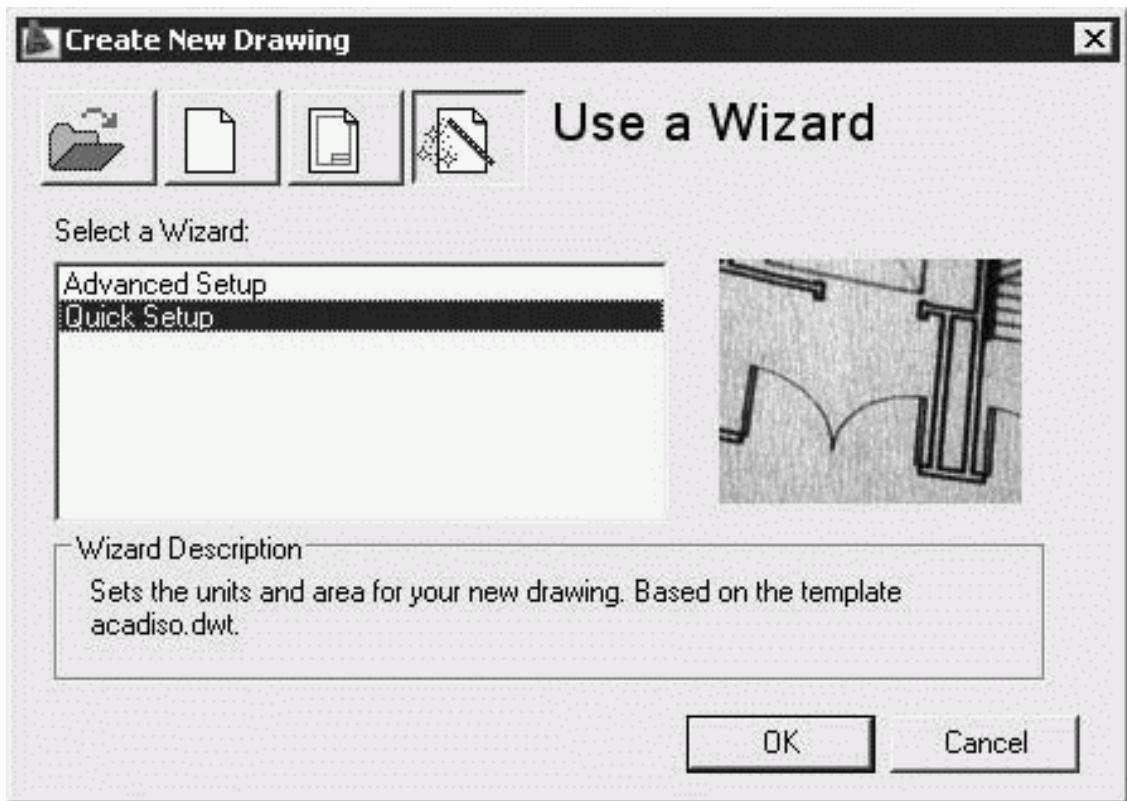 Create New Drawing
Use a Wizard
Select a Wizard:
Advanced Setup
Quick Setup
Wizard Description
Sets the units and area for your new drawing. Based on the template
acadiso.dwt.
OK
Cancel